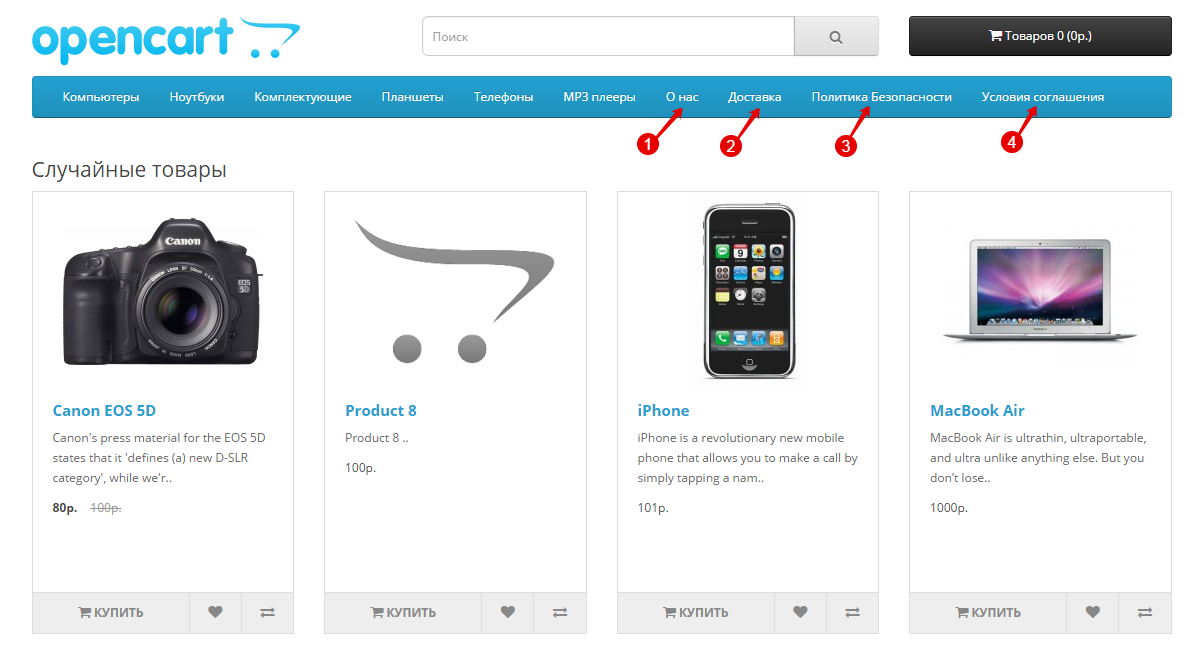 opencart
Поиск
Товаров 0 (0р.)
Компьютеры Ноутбуки Комплектующие Планшеты Телефоны MP3 плееры О нас Доставка Политика Безопасности Условия соглашения
1 2 3 4
Случайные товары
Canon
EOS 5D
Canon EOS 5D
Canon's press material for the EOS 5D
states that it 'defines (a) new D-SLR
category', while we'r..
80р. 100р.
КУПИТЬ
Product 8
Product 8 ..
100р.
КУПИТЬ
9
iPhone
iPhone is a revolutionary new mobile
phone that allows you to make a call by
simply tapping a nam..
101р.
КУПИТЬ
MacBook Air
MacBook Air is ultrathin, ultraportable,
and ultra unlike anything else. But you
don't lose..
1000р.
КУПИТЬ